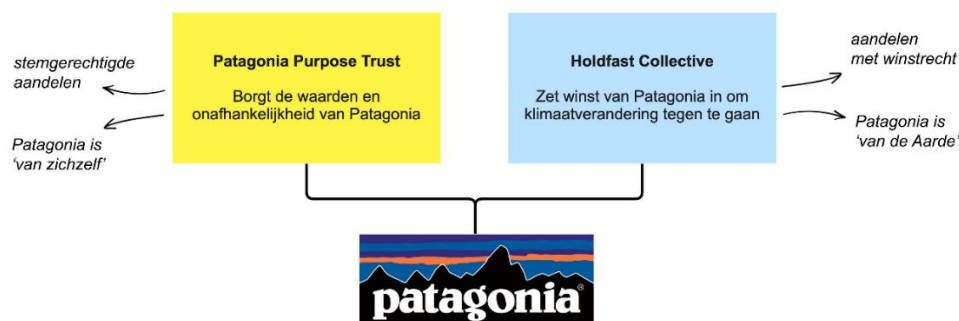 stemgerechtigde
aandelen
Patagonia is
‘van zichzelf’
Patagonia Purpose Trust
Borgt de waarden en
onafhankelijkheid van Patagonia
Holdfast Collective
Zet winst van Patagonia in om
klimaatverandering tegen te gaan
aandelen
met winstrecht
Patagonia is
‘van de Aarde’
patagonia®